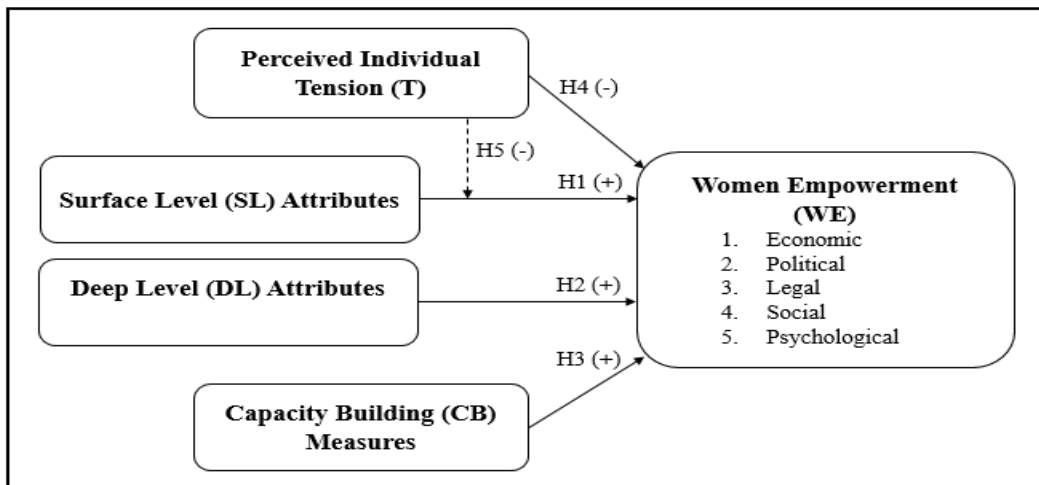 Perceived Individual
Tension (T)
H4 (-)
H5 (-)
H1 (+)
Surface Level (SL) Attributes
Women Empowerment
(WE)
1. Economic
2. Political
3. Legal
4. Social
5. Psychological
Deep Level (DL) Attributes
H2 (+)
H3 (+)
Capacity Building (CB)
Measures